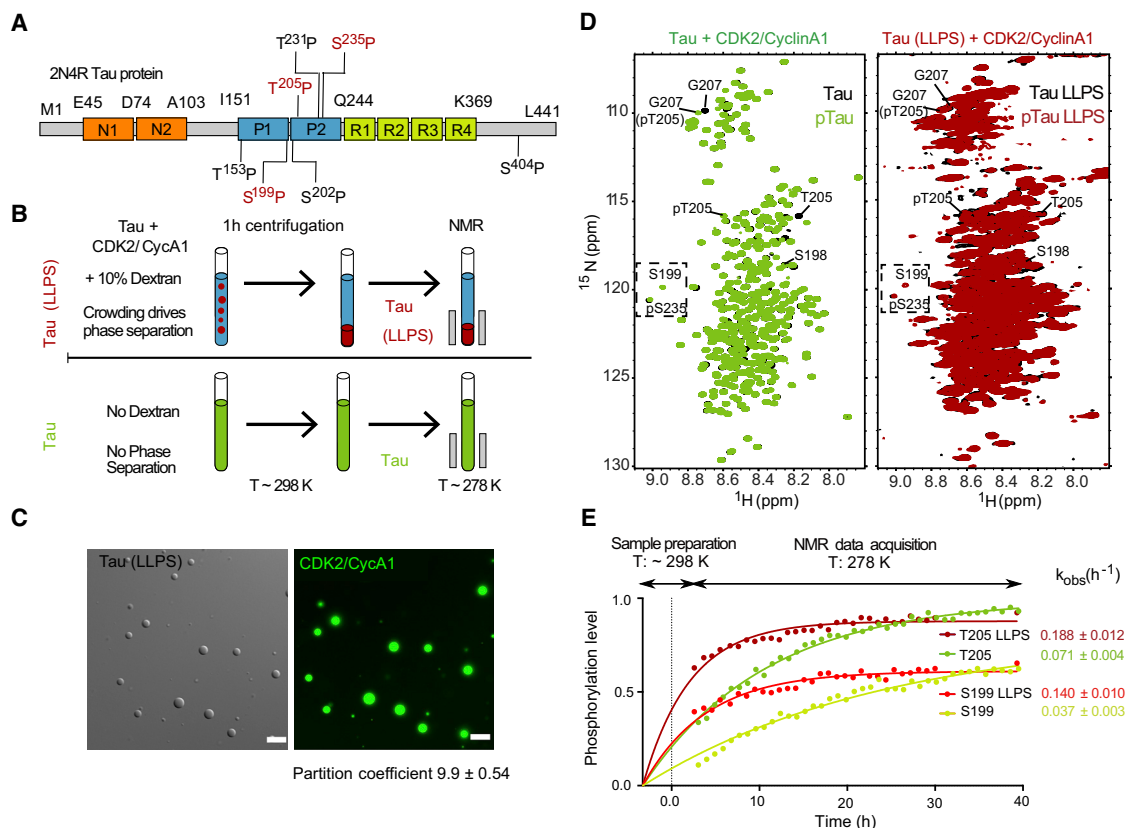 A
T231P S235P
2N4R Tau protein
T205P
M1 E45 D74 A103 I151 Q244 K369 L441
N1 N2 P1 P2 R1 R2 R3 R4
T153P S404P
S199P S202P
B
Tau + CDK2/ CycA1
1h centrifugation
NMR
Tau (LLPS)
+ 10% Dextran
Crowding drives phase separation
Tau (LLPS)
Tau
No Dextran
No Phase Separation
Tau
T ~ 298 K
T ~ 278 K
C
Tau (LLPS)
CDK2/CycA1
Partition coefficient 9.9 ± 0.54
D
Tau + CDK2/CyclinA1
Tau (LLPS) + CDK2/CyclinA1
G207
G207 (pT205)
Tau
pTau
pT205
T205
S198
S199
pS235
G207
G207 (pT205)
Tau LLPS
pTau LLPS
pT205
T205
S198
S199
pS235
110
115
120
125
130
15N (ppm)
9.0 8.8 8.6 8.4 8.2
1H (ppm)
9.0 8.8 8.6 8.4 8.2
1H (ppm)
E
Sample preparation
T: ~ 298 K
NMR data acquisition
T: 278 K
kobs(h-1)
1.0
0.5
0.0
Phosphorylation level
T205 LLPS 0.188 ± 0.012
T205 0.071 ± 0.004
S199 LLPS 0.140 ± 0.010
S199 0.037 ± 0.003
0.0 10 20 30 40
Time (h)